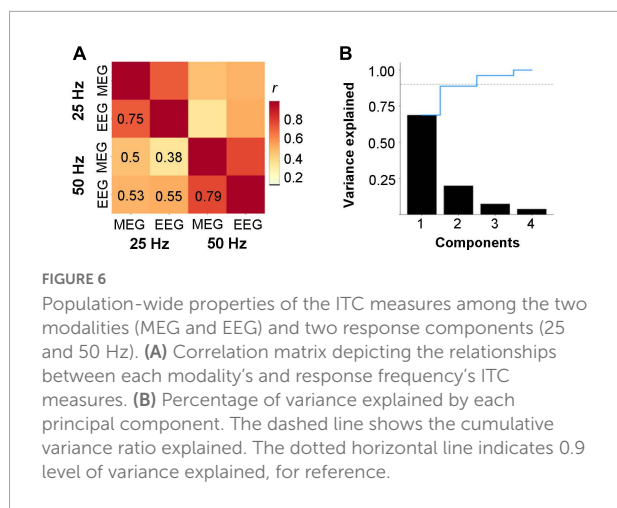 A
B
25 Hz
50 Hz
MEG
EEG
MEG
EEG
0.75
0.5 0.38
0.53 0.55 0.79
MEG EEG MEG EEG
25 Hz 50 Hz
r
0.8
0.6
0.4
0.2
Variance explained
1.00
0.75
0.50
0.25
1 2 3 4
Components
FIGURE 6
Population-wide properties of the ITC measures among the two
modalities (MEG and EEG) and two response components (25
and 50 Hz). (A) Correlation matrix depicting the relationships
between each modality’s and response frequency’s ITC
measures. (B) Percentage of variance explained by each
principal component. The dashed line shows the cumulative
variance ratio explained. The dotted horizontal line indicates 0.9
level of variance explained, for reference.